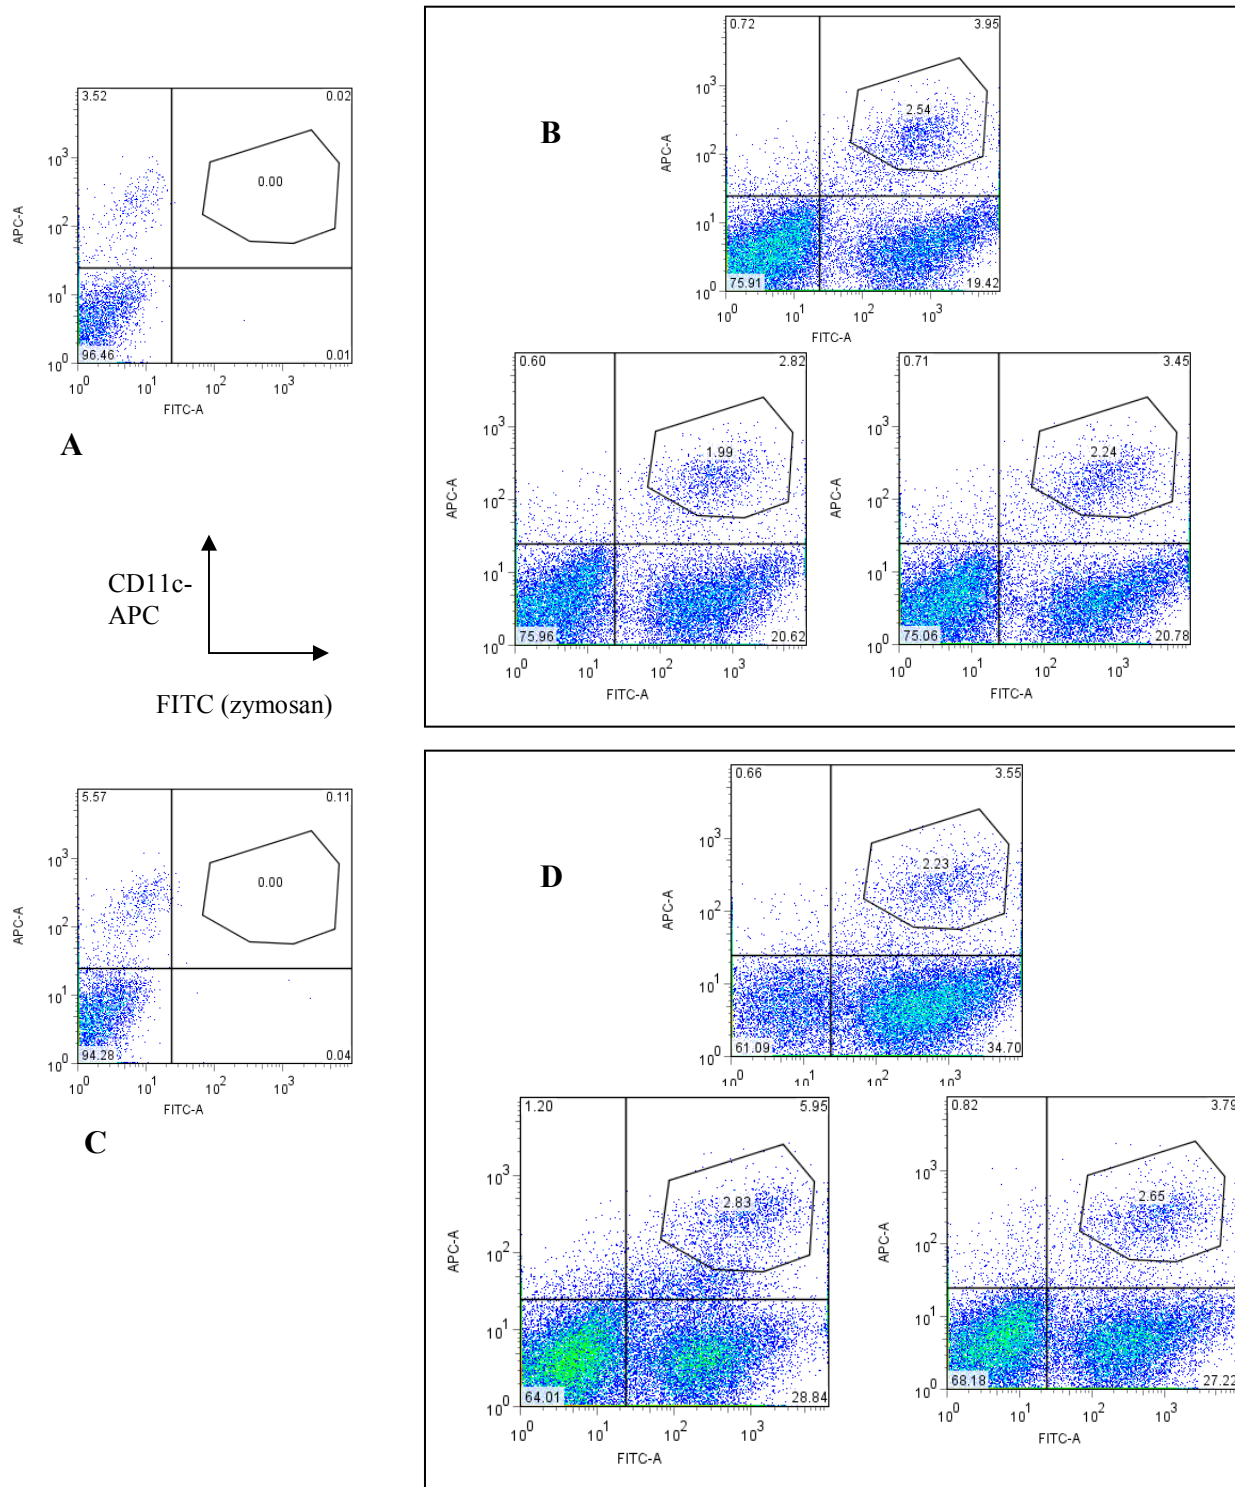 3.52 0.02
0.00
96.46 0.01
APC-A
10^3
10^2
10^1
10^0
10^0 10^1 10^2 10^3
FITC-A
A
CD11c-
APC
FITC (zymosan)
5.57 0.11
0.00
94.28 0.04
APC-A
10^3
10^2
10^1
10^0
10^0 10^1 10^2 10^3
FITC-A
C
B
0.72 3.95
2.54
75.91 19.42
APC-A
10^3
10^2
10^1
10^0
10^0 10^1 10^2 10^3
FITC-A
0.60 2.82
1.99
75.96 20.62
APC-A
10^3
10^2
10^1
10^0
10^0 10^1 10^2 10^3
FITC-A
0.71 3.45
2.24
75.06 20.78
APC-A
10^3
10^2
10^1
10^0
10^0 10^1 10^2 10^3
FITC-A
D
0.66 3.55
2.23
61.09 34.70
APC-A
10^3
10^2
10^1
10^0
10^0 10^1 10^2 10^3
1.20 5.95
2.83
64.01 28.84
APC-A
10^3
10^2
10^1
10^0
10^0 10^1 10^2 10^3
FITC-A
0.82 3.79
2.65
68.18 27.22
APC-A
10^3
10^2
10^1
10^0
10^0 10^1 10^2 10^3
FITC-A